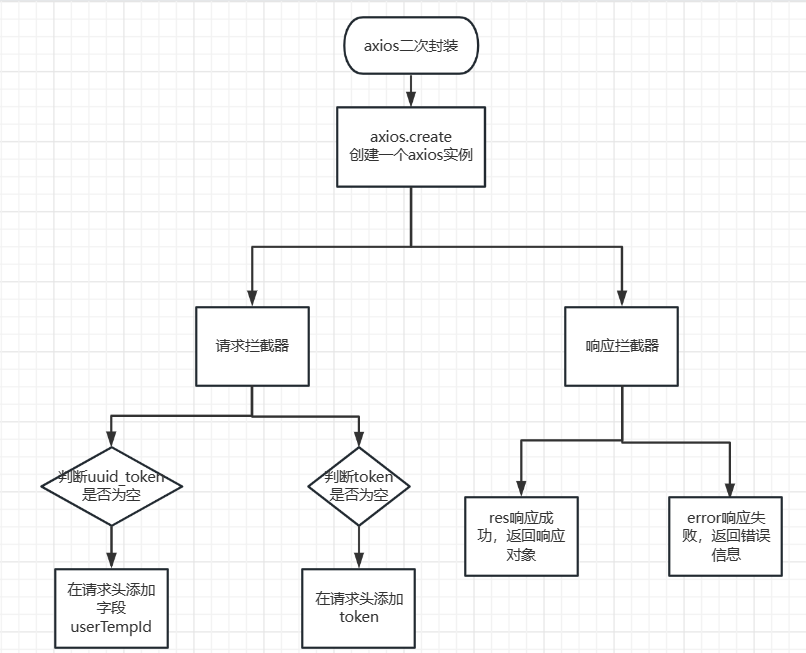 axios二次封装
axios.create
创建一个axios实例
请求拦截器
响应拦截器
判断uuid_token
是否为空
判断token
是否为空
res响应成
功，返回响应
对象
error响应失
败，返回错误
信息
在请求头添加
字段
userTempId
在请求头添加
token